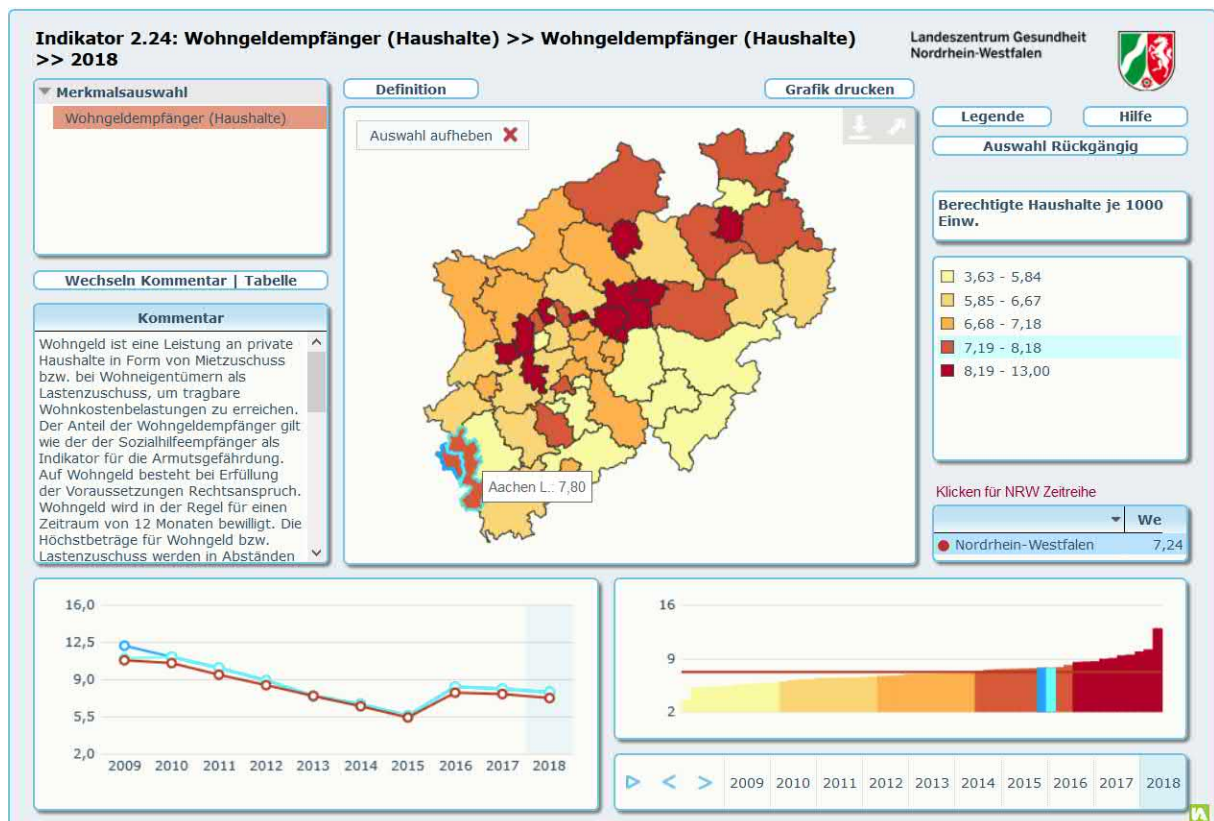 Indikator 2.24: Wohngeldempfänger (Haushalte) >> Wohngeldempfänger (Haushalte)
>> 2018
Landeszentrum Gesundheit
Nordrhein-Westfalen
Merkmalsauswahl
Wohngeldempfänger (Haushalte)
Wechseln Kommentar | Tabelle
Kommentar
Wohngeld ist eine Leistung an private
Haushalte in Form von Mietzuschuss
bzw. bei Wohneigentümern als
Lastenzuschuss, um tragbare
Wohnkostenbelastungen zu erreichen.
Der Anteil der Wohngeldempfänger gilt
wie der der Sozialhilfeempfänger als
Indikator für die Armutsgefährdung.
Auf Wohngeld besteht bei Erfüllung
der Voraussetzungen Rechtsanspruch.
Wohngeld wird in der Regel für einen
Zeitraum von 12 Monaten bewilligt. Die
Höchstbeträge für Wohngeld bzw.
Lastenzuschuss werden in Abständen
Definition
Grafik drucken
Auswahl aufheben
Aachen L.: 7,80
Legende
Hilfe
Auswahl Rückgängig
Berechtigte Haushalte je 1000
Einw.
3,63 - 5,84
5,85 - 6,67
6,68 - 7,18
7,19 - 8,18
8,19 - 13,00
Klicken für NRW Zeitreihe
We
Nordrhein-Westfalen 7,24
16,0
12,5
9,0
5,5
2,0
2009 2010 2011 2012 2013 2014 2015 2016 2017 2018
16
9
2
2009 2010 2011 2012 2013 2014 2015 2016 2017 2018